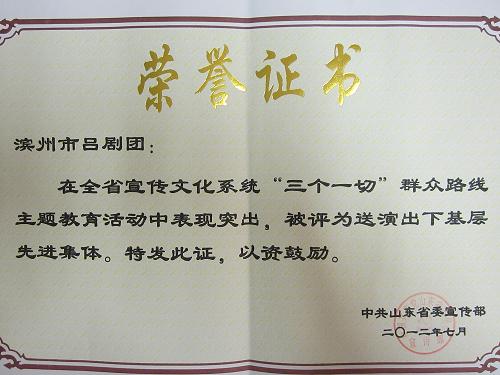 荣誉证书
滨州市吕剧团：
在全省宣传文化系统“三个一切”群众路线
主题教育活动中表现突出，被评为送演出下基层
先进集体。特发此证，以资鼓励。
中共山东省委宣传部
二〇一二年七月